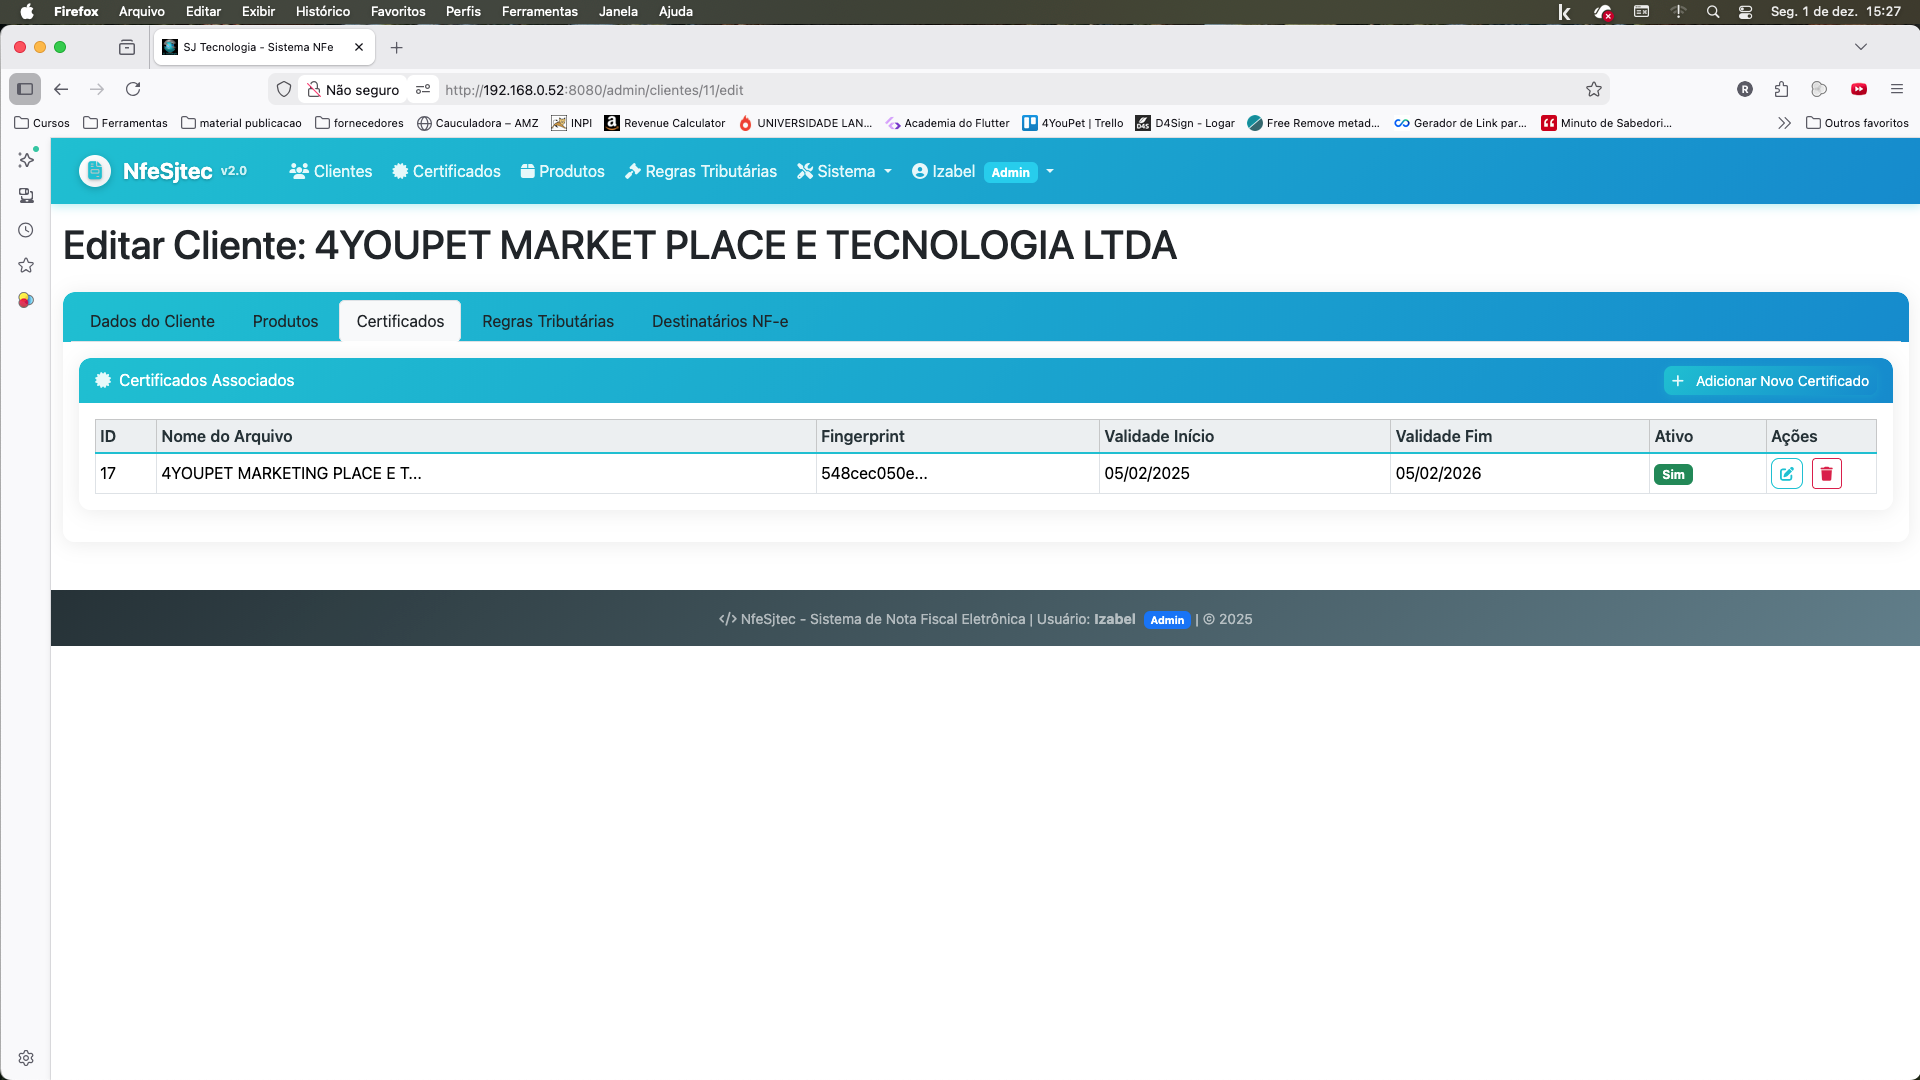 Firefox Arquivo Editar Exibir Histórico Favoritos Perfis Ferramentas Janela Ajuda Seg. 1 de dez. 15:27
SJ Tecnologia - Sistema NFe
Não seguro http://192.168.0.52:8080/admin/clientes/11/edit
Cursos Ferramentas material publicacao fornecedores Cauculadora – AMZ INPI Revenue Calculator UNIVERSIDADE LAN... Academia do Flutter 4YouPet | Trello D4Sign - Logar Free Remove metad... Gerador de Link par... Minuto de Sabedori... Outros favoritos
NfeSjtec v2.0 Clientes Certificados Produtos Regras Tributárias Sistema Izabel Admin
Editar Cliente: 4YOUPET MARKET PLACE E TECNOLOGIA LTDA
Dados do Cliente Produtos Certificados Regras Tributárias Destinatários NF-e
Certificados Associados + Adicionar Novo Certificado
ID Nome do Arquivo Fingerprint Validade Início Validade Fim Ativo Ações
17 4YOUPET MARKETING PLACE E T... 548cec050e... 05/02/2025 05/02/2026 Sim
</> NfeSjtec - Sistema de Nota Fiscal Eletrônica | Usuário: Izabel Admin | © 2025